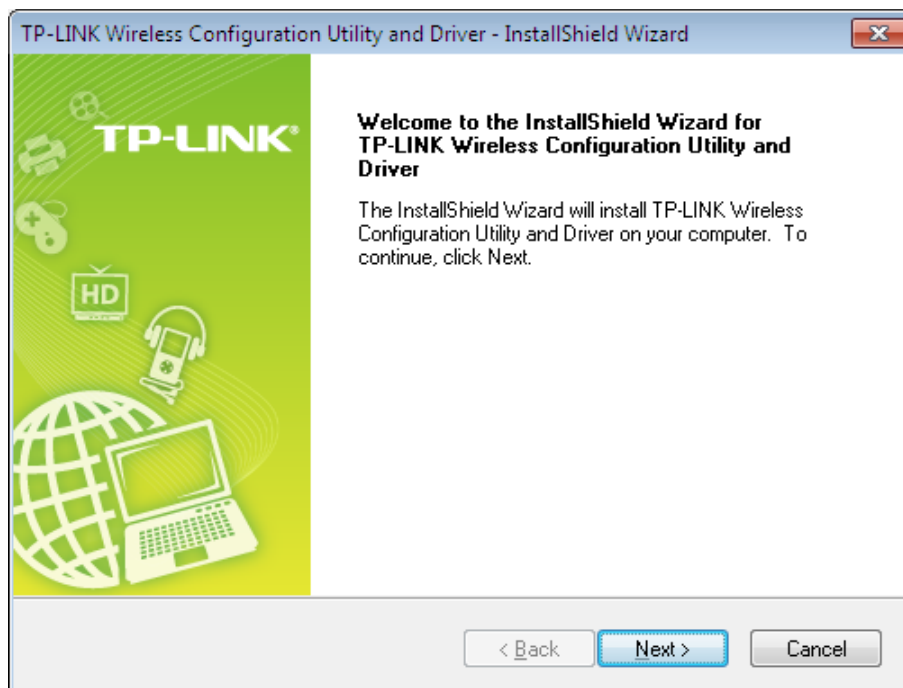 TP-LINK Wireless Configuration Utility and Driver - InstallShield Wizard
TP-LINK®
HD
Welcome to the InstallShield Wizard for
TP-LINK Wireless Configuration Utility and
Driver
The InstallShield Wizard will install TP-LINK Wireless
Configuration Utility and Driver on your computer. To
continue, click Next.
< Back
Next >
Cancel